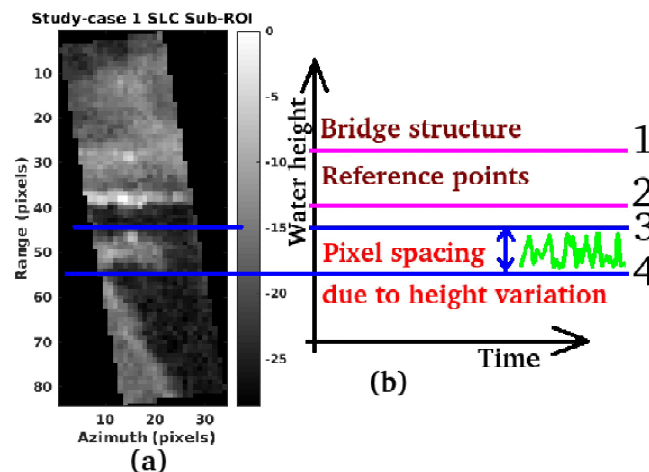 Study-case 1 SLC Sub-ROI
10
20
30
40
50
60
70
80
Range (pixels)
10 20 30
Azimuth (pixels)
(a)
0
-5
-10
-15
-20
-25
Water height
Bridge structure
1
Reference points
2
3
Pixel spacing
4
due to height variation
Time
(b)